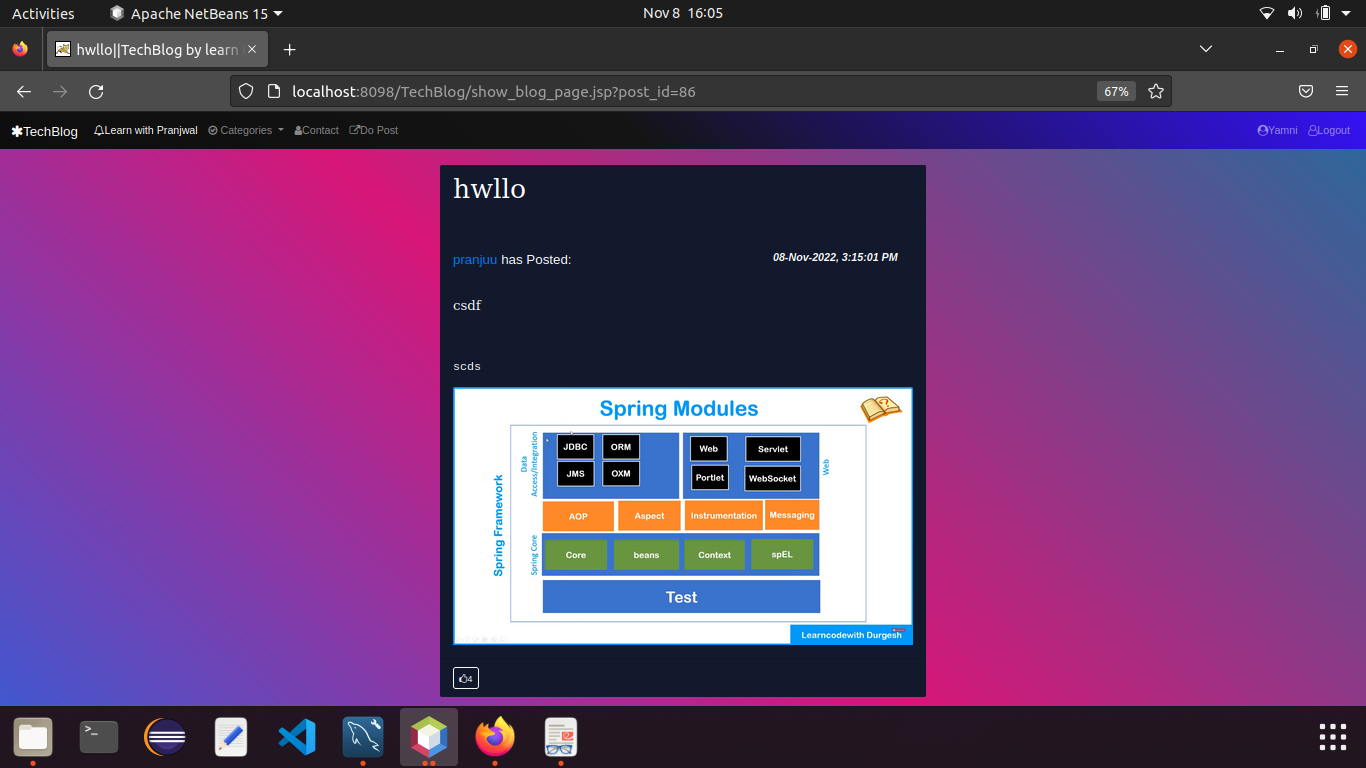 Activities Apache NetBeans 15 Nov 8 16:05
hwllo||TechBlog by learn
localhost:8098/TechBlog/show_blog_page.jsp?post_id=86 67%
TechBlog Learn with Pranjwal Categories Contact Do Post Yamni Logout
hwllo
pranjuu has Posted: 08-Nov-2022, 3:15:01 PM
csdf
scds
Spring Modules
Spring Framework
Data
Access/Integration
JDBC ORM
JMS OXM
Web Servlet
Portlet WebSocket
Web
AOP Aspect Instrumentation Messaging
Spring Core
Core beans Context spEL
Test
Learncodewith Durgesh
4